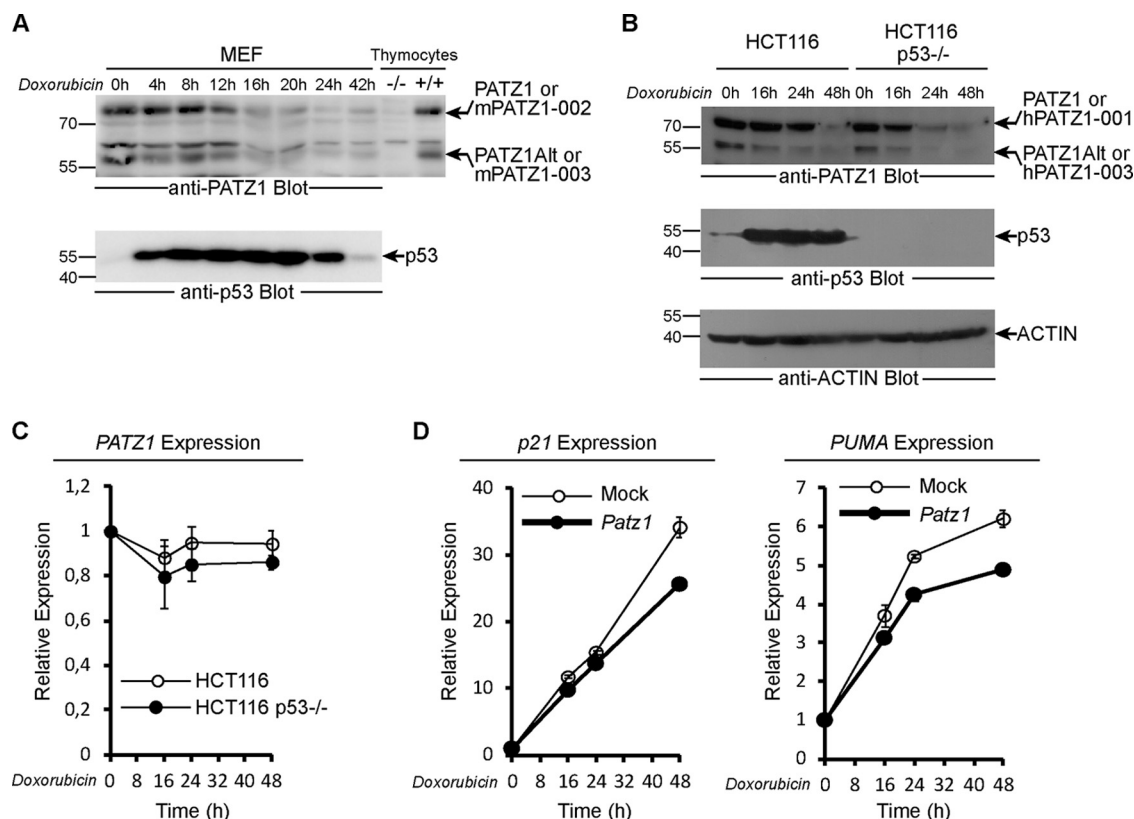 A
MEF
Thymocytes
Doxorubicin 0h 4h 8h 12h 16h 20h 24h 42h -/- +/+
PATZ1 or
mPATZ1-002
70
55
PATZ1Alt or
mPATZ1-003
anti-PATZ1 Blot
55
40
p53
anti-p53 Blot
B
HCT116
HCT116
p53-/-
Doxorubicin 0h 16h 24h 48h 0h 16h 24h 48h
PATZ1 or
hPATZ1-001
70
55
PATZ1Alt or
hPATZ1-003
anti-PATZ1 Blot
55
40
p53
anti-p53 Blot
55
40
ACTIN
anti-ACTIN Blot
C
PATZ1 Expression
Relative Expression
1,2
1
0,8
0,6
0,4
0,2
0
HCT116
HCT116 p53-/-
Doxorubicin 0 8 16 24 32 40 48
Time (h)
D
p21 Expression
Relative Expression
40
30
20
10
0
Mock
Patz1
Doxorubicin 0 8 16 24 32 40 48
Time (h)
PUMA Expression
Relative Expression
7
6
5
4
3
2
1
0
Mock
Patz1
Doxorubicin 0 8 16 24 32 40 48
Time (h)